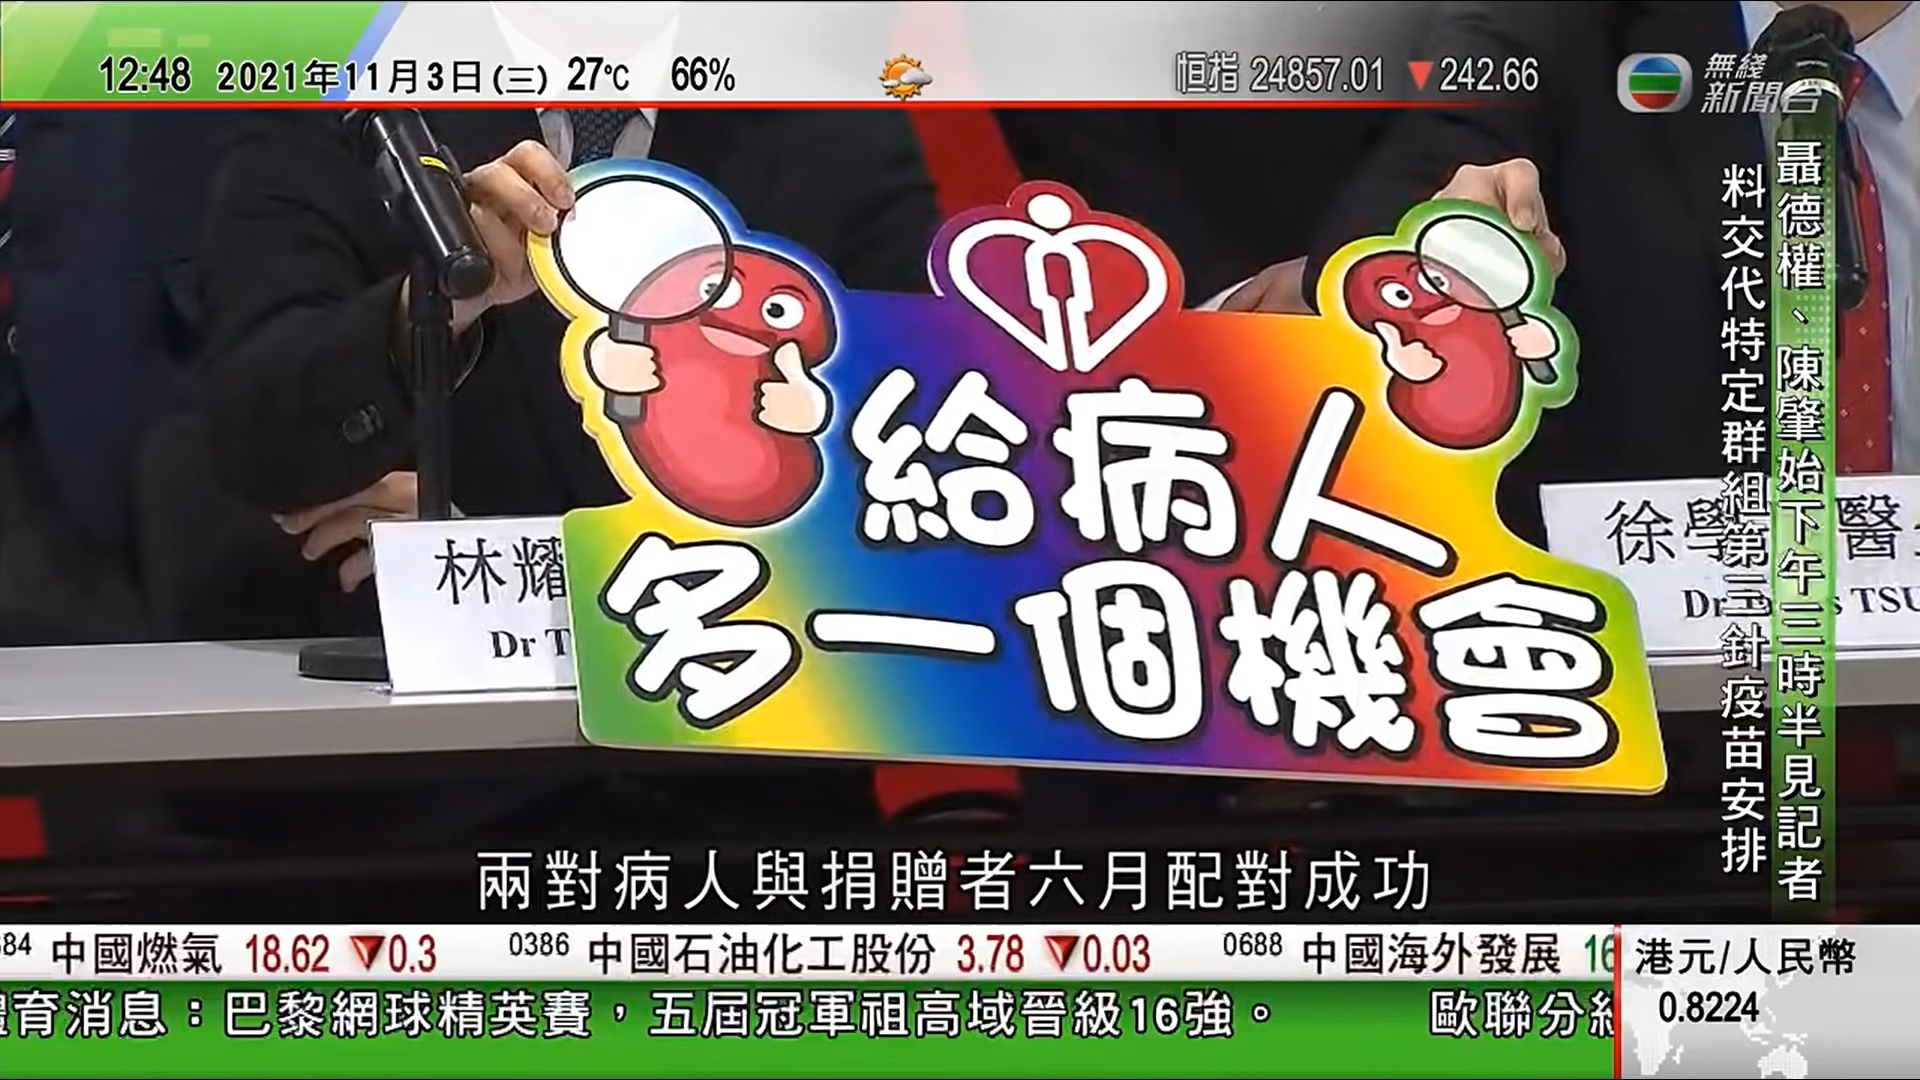 12:48 2021年11月3日(三) 27℃ 66%
恒指 24857.01 ▼242.66
無綫
新聞台
聶德權、陳肇始下午三時半見記者
料交代特定群組第三針疫苗安排
給病人
多一個機會
林耀
Dr T
徐學 醫
Dr s TSU
兩對病人與捐贈者六月配對成功
84 中國燃氣 18.62 ▼0.3 0386 中國石油化工股份 3.78 ▼0.03 0688 中國海外發展 16
育消息：巴黎網球精英賽，五屆冠軍祖高域晉級16強。 歐聯分
港元/人民幣
0.8224